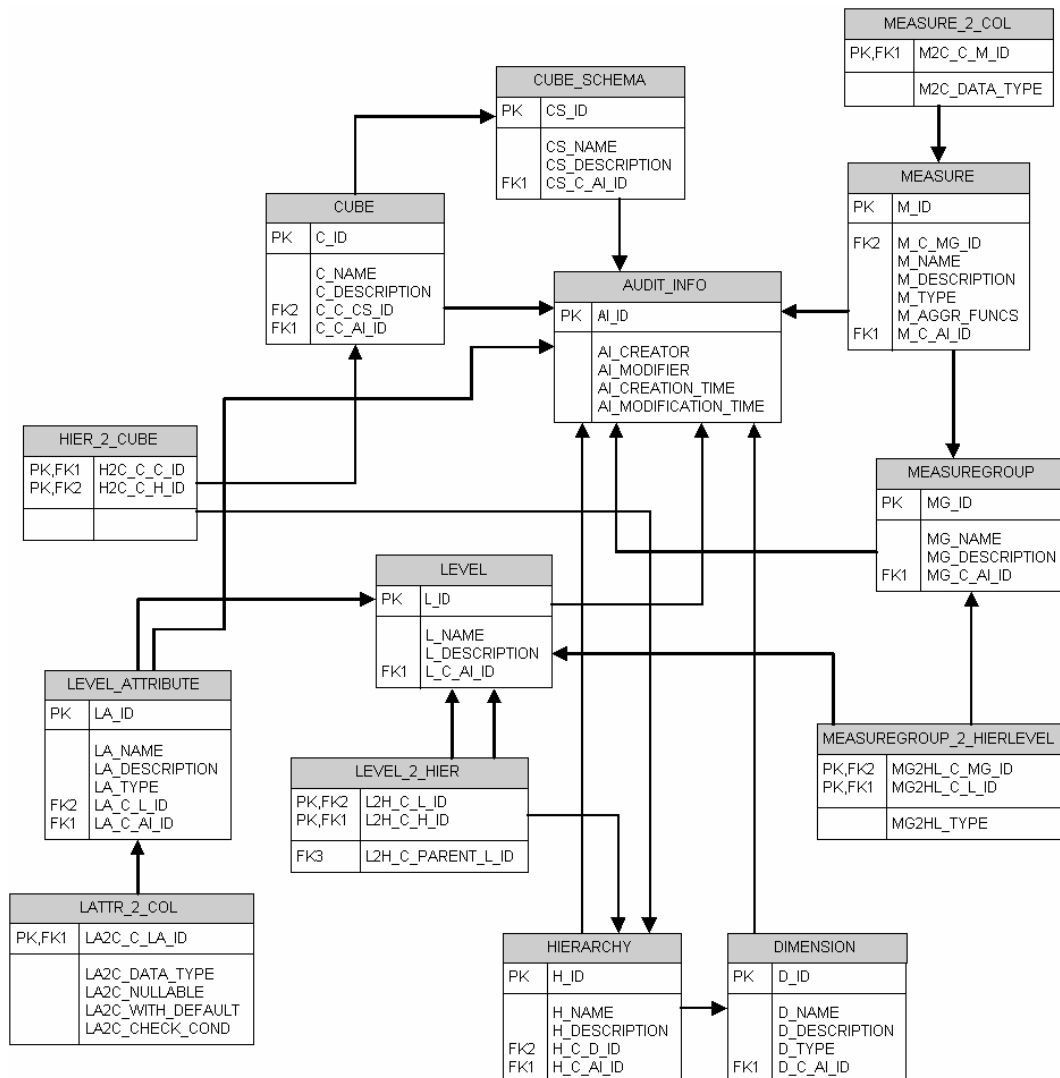 MEASURE_2_COL
PK,FK1 M2C_C_M_ID
M2C_DATA_TYPE
CUBE_SCHEMA
PK CS_ID
CS_NAME
CS_DESCRIPTION
FK1 CS_C_AI_ID
MEASURE
PK M_ID
FK2 M_C_MG_ID
M_NAME
M_DESCRIPTION
M_TYPE
M_AGGR_FUNCS
FK1 M_C_AI_ID
CUBE
PK C_ID
C_NAME
C_DESCRIPTION
FK2 C_C_CS_ID
FK1 C_C_AI_ID
AUDIT_INFO
PK AI_ID
AI_CREATOR
AI_MODIFIER
AI_CREATION_TIME
AI_MODIFICATION_TIME
HIER_2_CUBE
PK,FK1 H2C_C_C_ID
PK,FK2 H2C_C_H_ID
MEASUREGROUP
PK MG_ID
MG_NAME
MG_DESCRIPTION
FK1 MG_C_AI_ID
LEVEL
PK L_ID
L_NAME
L_DESCRIPTION
FK1 L_C_AI_ID
LEVEL_ATTRIBUTE
PK LA_ID
LA_NAME
LA_DESCRIPTION
LA_TYPE
FK2 LA_C_L_ID
FK1 LA_C_AI_ID
MEASUREGROUP_2_HIERLEVEL
PK,FK2 MG2HL_C_MG_ID
PK,FK1 MG2HL_C_L_ID
MG2HL_TYPE
LEVEL_2_HIER
PK,FK2 L2H_C_L_ID
PK,FK1 L2H_C_H_ID
FK3 L2H_C_PARENT_L_ID
LATTR_2_COL
PK,FK1 LA2C_C_LA_ID
LA2C_DATA_TYPE
LA2C_NULLABLE
LA2C_WITH_DEFAULT
LA2C_CHECK_COND
HIERARCHY
PK H_ID
H_NAME
H_DESCRIPTION
FK2 H_C_D_ID
FK1 H_C_AI_ID
DIMENSION
PK D_ID
D_NAME
D_DESCRIPTION
D_TYPE
FK1 D_C_AI_ID